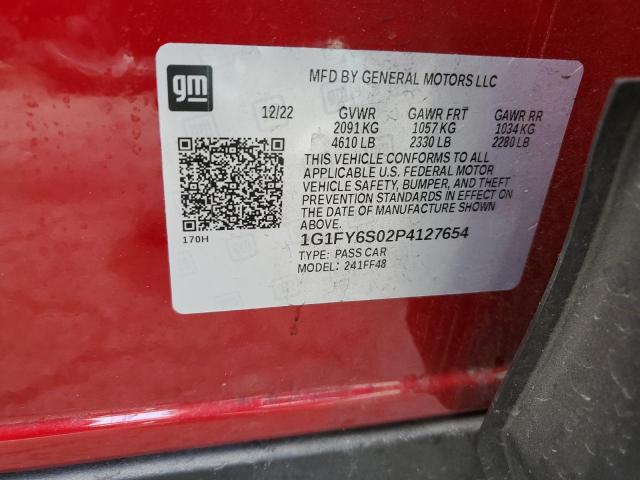 gm
MFD BY GENERAL MOTORS LLC
12/22 GVWR GAWR FRT GAWR RR
2091 KG 1057 KG 1034 KG
4610 LB 2330 LB 2280 LB
THIS VEHICLE CONFORMS TO ALL
APPLICABLE U.S. FEDERAL MOTOR
VEHICLE SAFETY, BUMPER, AND THEFT
PREVENTION STANDARDS IN EFFECT ON
THE DATE OF MANUFACTURE SHOWN
ABOVE.
170H
1G1FY6S02P4127654
TYPE: PASS CAR
MODEL: 241FF48